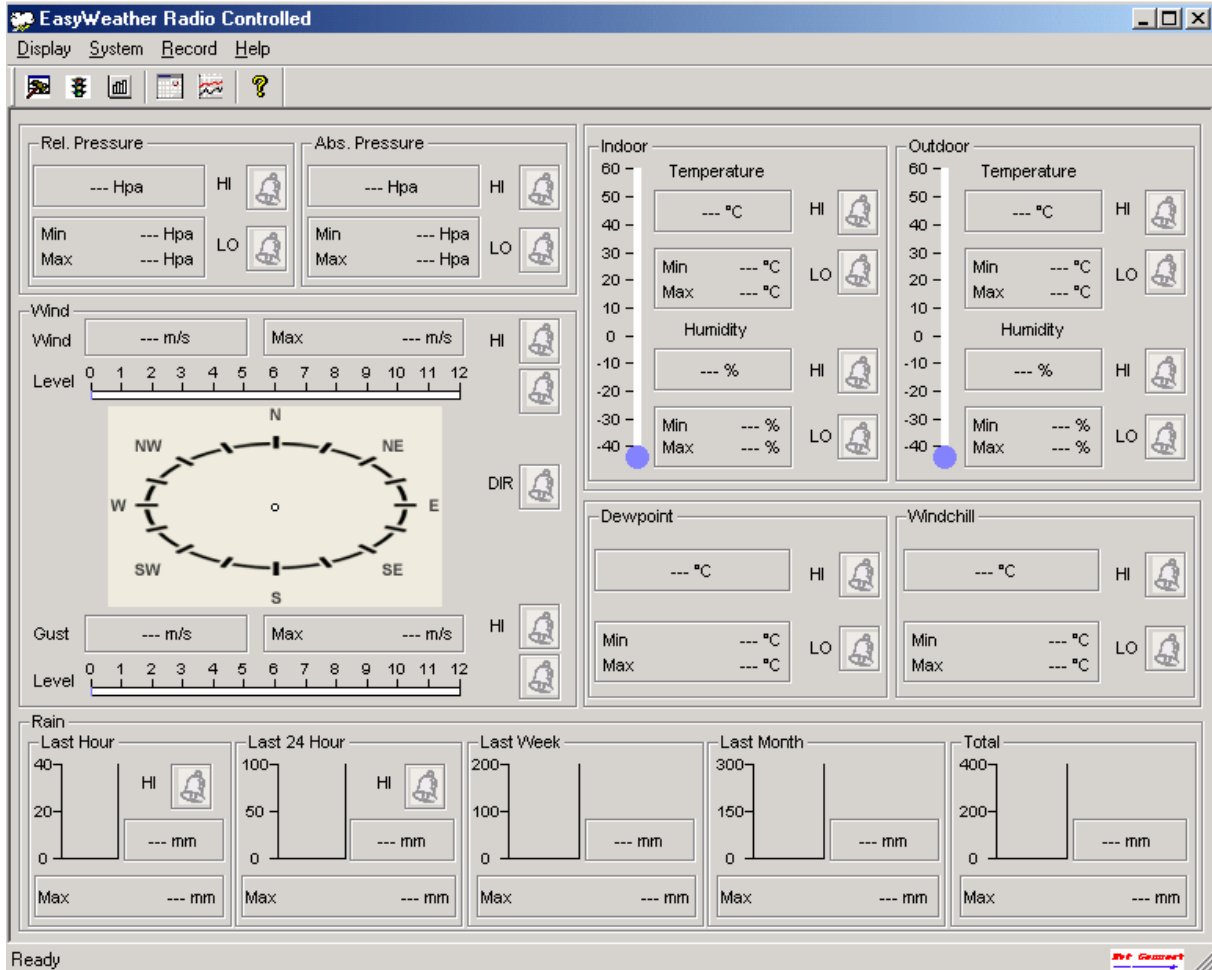 EasyWeather Radio Controlled
Display System Record Help
Rel. Pressure
--- Hpa
HI
Min --- Hpa
Max --- Hpa
LO
Abs. Pressure
--- Hpa
HI
Min --- Hpa
Max --- Hpa
LO
Wind
Wind --- m/s Max --- m/s HI
Level 0 1 2 3 4 5 6 7 8 9 10 11 12
N
NW NE
W E
SW SE
S
DIR
Gust --- m/s Max --- m/s HI
Level 0 1 2 3 4 5 6 7 8 9 10 11 12
Indoor
60
50
40
30
20
10
0
-10
-20
-30
-40
Temperature
--- °C
HI
Min --- °C
Max --- °C
LO
Humidity
--- %
HI
Min --- %
Max --- %
LO
Outdoor
60
50
40
30
20
10
0
-10
-20
-30
-40
Temperature
--- °C
HI
Min --- °C
Max --- °C
LO
Humidity
--- %
HI
Min --- %
Max --- %
LO
Dewpoint
--- °C
HI
Min --- °C
Max --- °C
LO
Windchill
--- °C
HI
Min --- °C
Max --- °C
LO
Rain
Last Hour
40
20
0
HI
--- mm
Max --- mm
Last 24 Hour
100
50
0
HI
--- mm
Max --- mm
Last Week
200
100
0
--- mm
Max --- mm
Last Month
300
150
0
--- mm
Max --- mm
Total
400
200
0
--- mm
Max --- mm
Ready